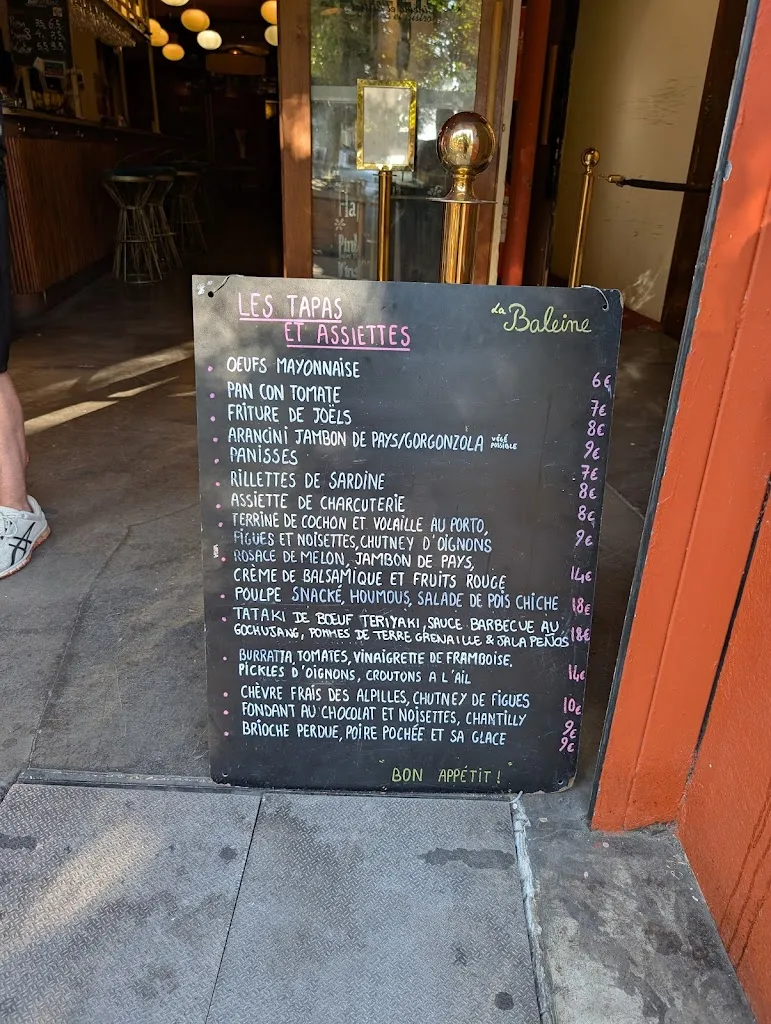 LES TAPAS
ET ASSIETTES
La Baleine
OEUFS MAYONNAISE 6€
PAN CON TOMATE 7€
FRITURE DE JOËLS 8€
ARANCINI JAMBON DE PAYS/GORGONZOLA VÉGÉ POSSIBLE 9€
PANISSES 7€
RILLETTES DE SARDINE 8€
ASSIETTE DE CHARCUTERIE 8€
TERRINE DE COCHON ET VOLAILLE AU PORTO, 9€
FIGUES ET NOISETTES, CHUTNEY D'OIGNONS
ROSACE DE MELON, JAMBON DE PAYS,
CRÈME DE BALSAMIQUE ET FRUITS ROUGE 14€
POULPE SNACKÉ, HOUMOUS, SALADE DE POIS CHICHE 18€
TATAKI DE BOEUF TERIYAKI, SAUCE BARBECUE AU
GOCHUJANG, POMMES DE TERRE GRENAILLE & JALAPEÑOS 18€
BURRATTA, TOMATES, VINAIGRETTE DE FRAMBOISE,
PICKLES D'OIGNONS, CROUTONS A L'AIL 14€
CHÈVRE FRAIS DES ALPILLES, CHUTNEY DE FIGUES 10€
FONDANT AU CHOCOLAT ET NOISETTES, CHANTILLY 9€
BRIOCHE PERDUE, POIRE POCHÉE ET SA GLACE 9€
BON APPÉTIT !